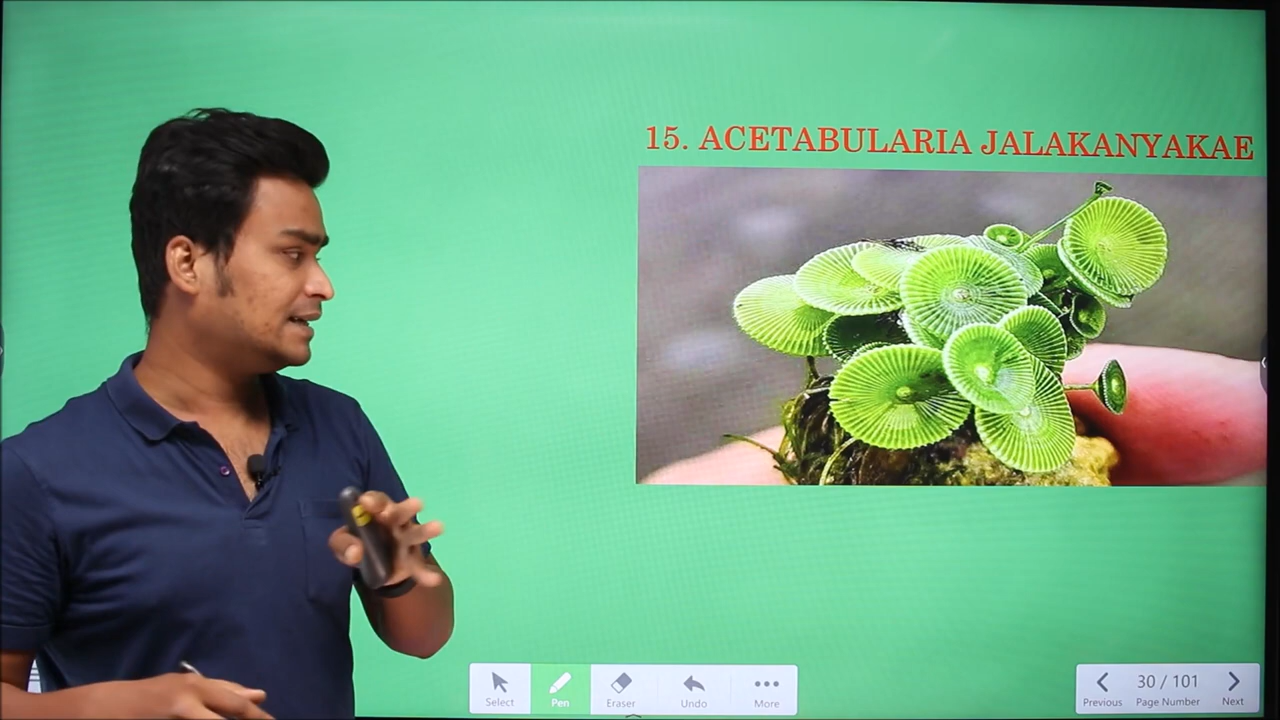 15. ACETABULARIA JALAKANYAKAE
Select
Pen
Eraser
Undo
More
30 / 101
Previous
Page Number
Next